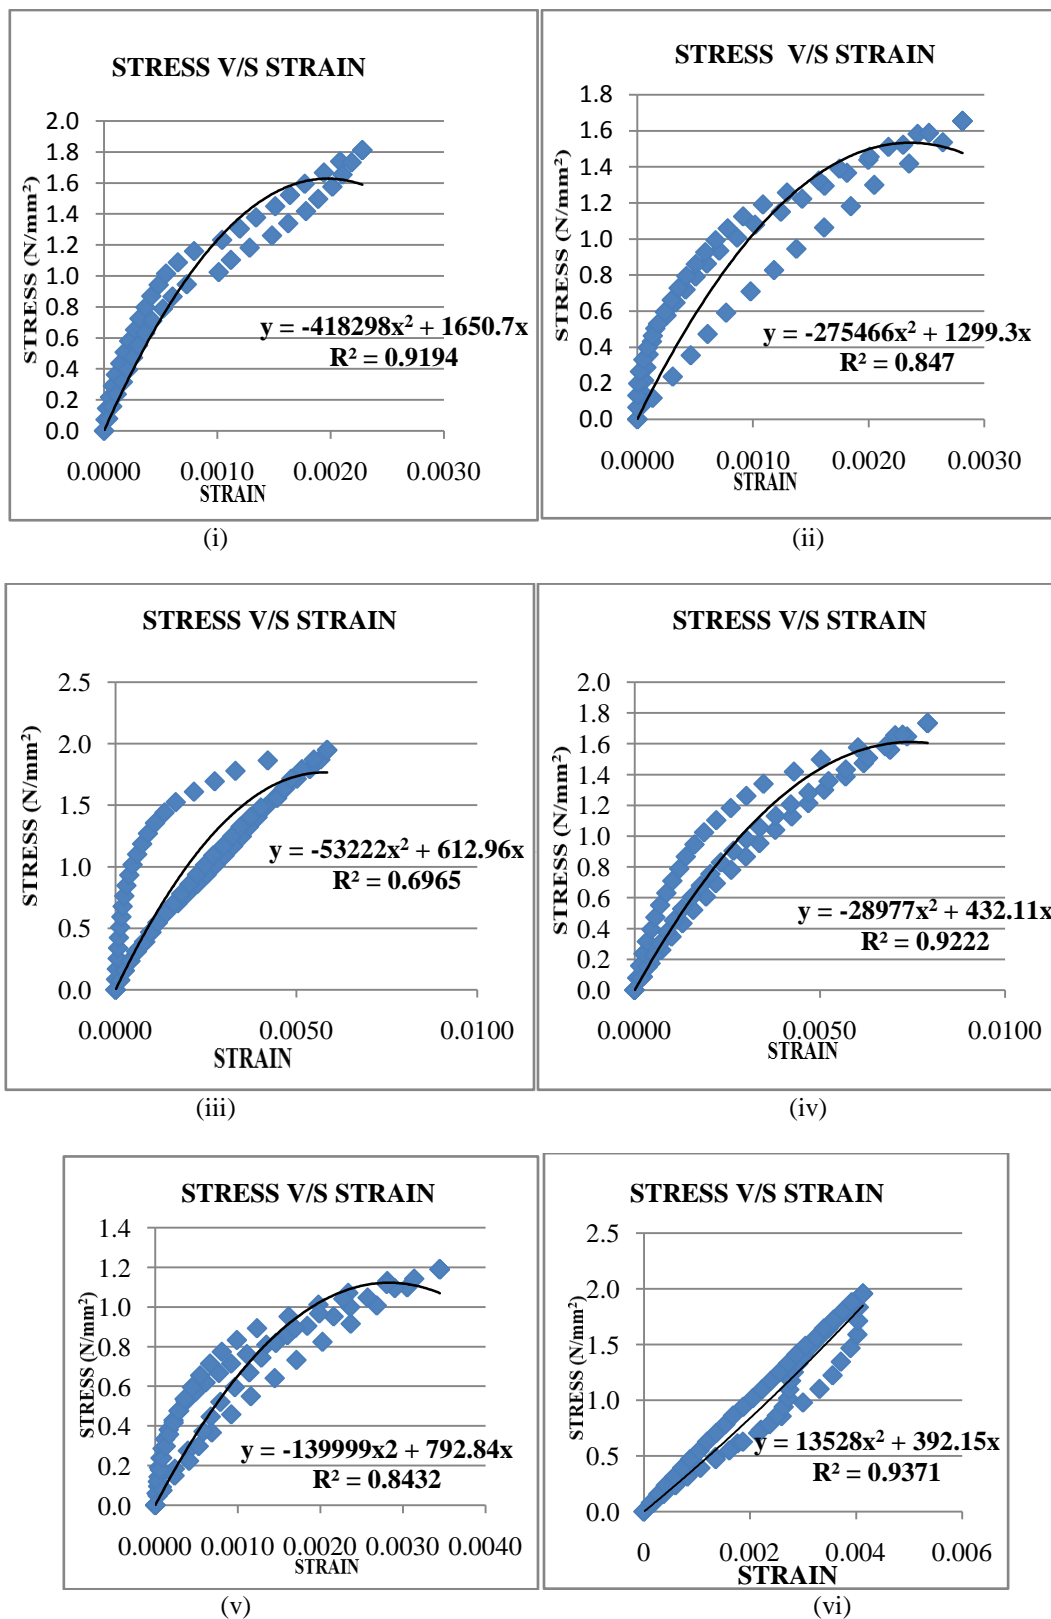 STRESS V/S STRAIN
STRESS (N/mm²)
2.0
1.8
1.6
1.4
1.2
1.0
0.8
0.6
0.4
0.2
0.0
y = -418298x² + 1650.7x
R² = 0.9194
0.0000 0.0010 0.0020 0.0030
STRAIN
(i)
STRESS V/S STRAIN
STRESS (N/mm²)
1.8
1.6
1.4
1.2
1.0
0.8
0.6
0.4
0.2
0.0
y = -275466x² + 1299.3x
R² = 0.847
0.0000 0.0010 0.0020 0.0030
STRAIN
(ii)
STRESS V/S STRAIN
STRESS (N/mm²)
2.5
2.0
1.5
1.0
0.5
0.0
y = -53222x² + 612.96x
R² = 0.6965
0.0000 0.0050 0.0100
STRAIN
(iii)
STRESS V/S STRAIN
STRESS (N/mm²)
2.0
1.8
1.6
1.4
1.2
1.0
0.8
0.6
0.4
0.2
0.0
y = -28977x² + 432.11x
R² = 0.9222
0.0000 0.0050 0.0100
STRAIN
(iv)
STRESS V/S STRAIN
STRESS (N/mm²)
1.4
1.2
1.0
0.8
0.6
0.4
0.2
0.0
y = -139999x2 + 792.84x
R² = 0.8432
0.0000 0.0010 0.0020 0.0030 0.0040
STRAIN
(v)
STRESS V/S STRAIN
STRESS (N/mm²)
2.5
2.0
1.5
1.0
0.5
0.0
y = 13528x² + 392.15x
R² = 0.9371
0 0.002 0.004 0.006
STRAIN
(vi)